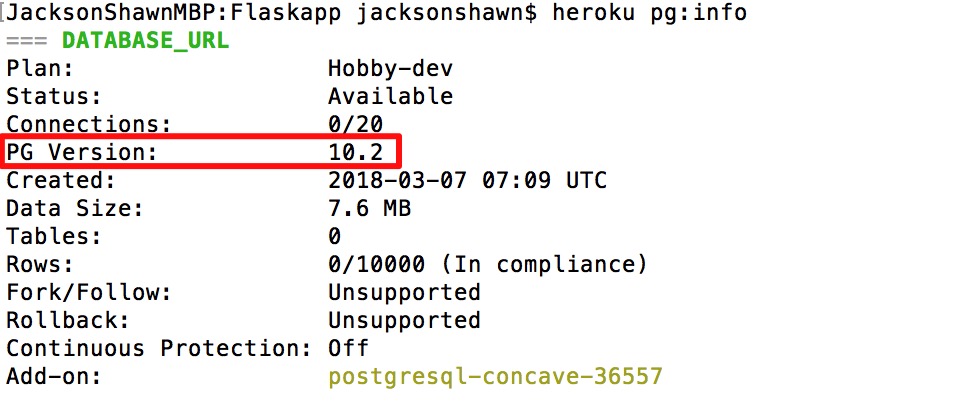 [JacksonShawnMBP:Flaskapp jacksonshawn$ heroku pg:info
=== DATABASE_URL
Plan: Hobby-dev
Status: Available
Connections: 0/20
PG Version: 10.2
Created: 2018-03-07 07:09 UTC
Data Size: 7.6 MB
Tables: 0
Rows: 0/10000 (In compliance)
Fork/Follow: Unsupported
Rollback: Unsupported
Continuous Protection: Off
Add-on: postgresql-concave-36557